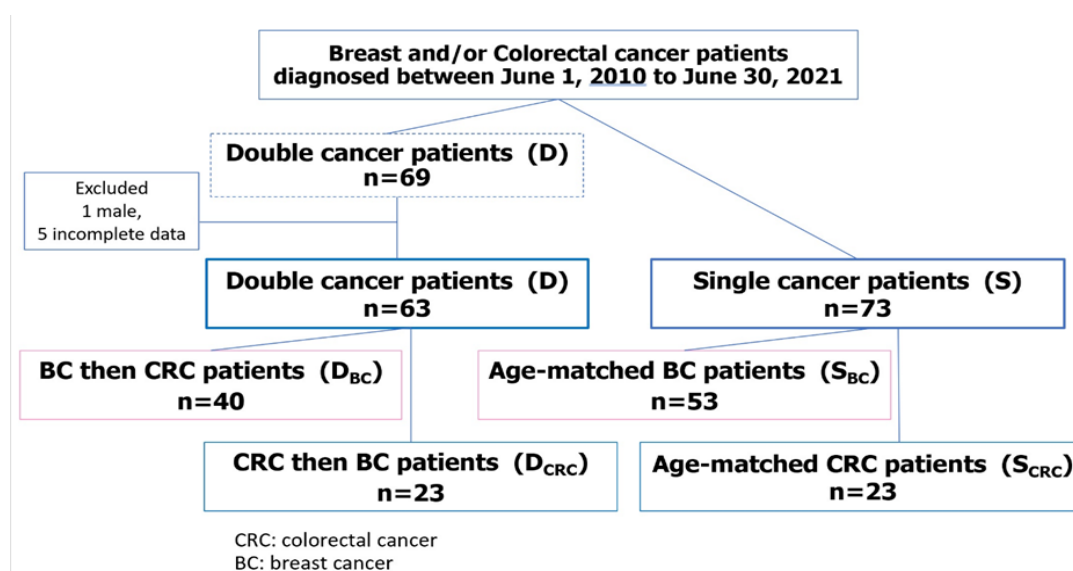 Breast and/or Colorectal cancer patients
diagnosed between June 1, 2010 to June 30, 2021
Double cancer patients (D)
n=69
Excluded
1 male,
5 incomplete data
Double cancer patients (D)
n=63
Single cancer patients (S)
n=73
BC then CRC patients (DBC)
n=40
Age-matched BC patients (SBC)
n=53
CRC then BC patients (DCRC)
n=23
Age-matched CRC patients (SCRC)
n=23
CRC: colorectal cancer
BC: breast cancer